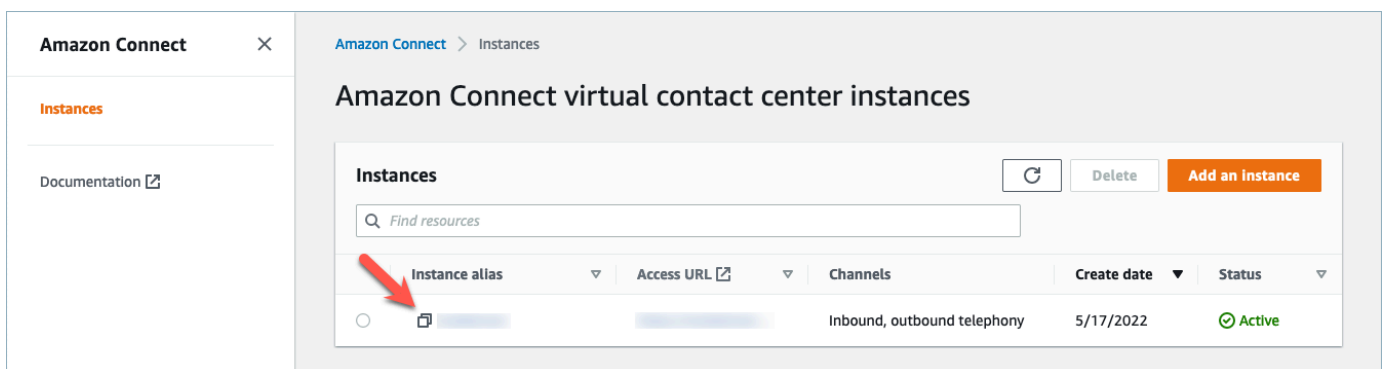 Amazon Connect
Instances
Documentation
Amazon Connect > Instances
Amazon Connect virtual contact center instances
Instances
Delete
Add an instance
Find resources
Instance alias
Access URL
Channels
Create date
Status
Inbound, outbound telephony
5/17/2022
Active